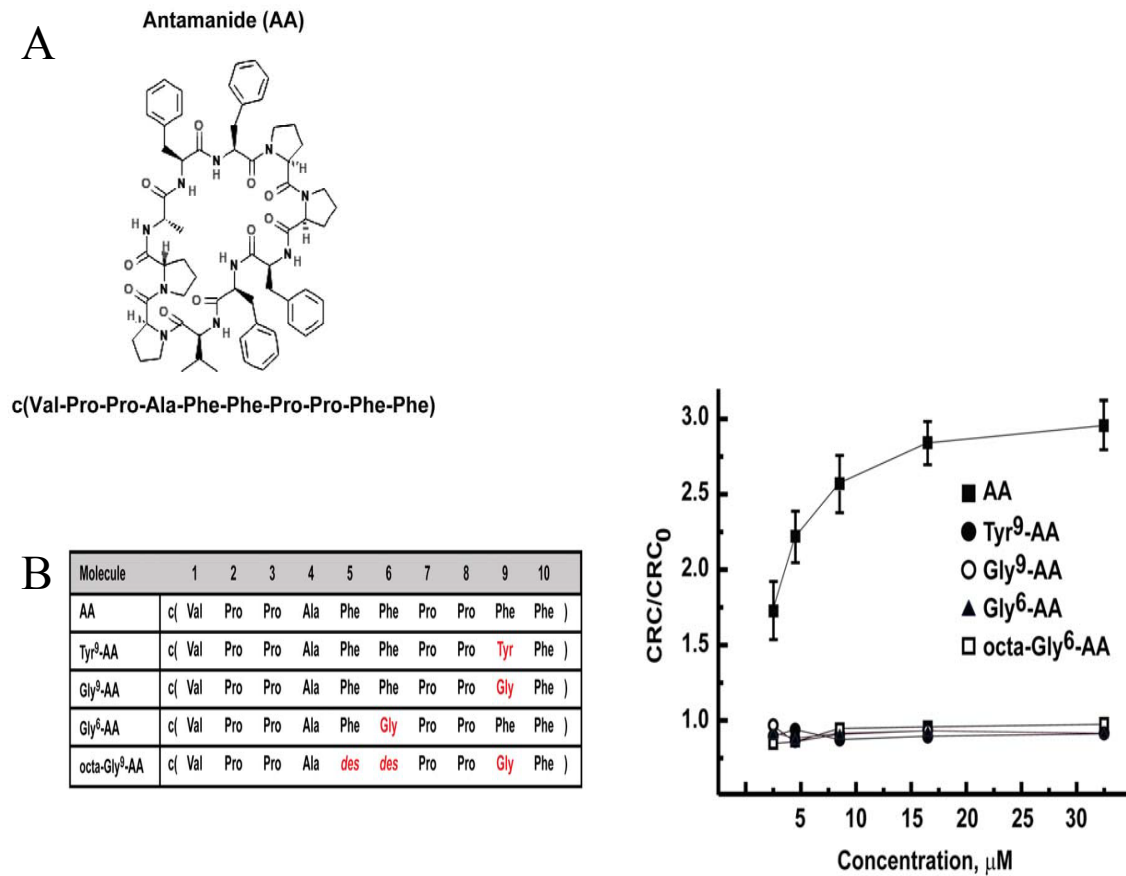 A
Antamanide (AA)
c(Val-Pro-Pro-Ala-Phe-Phe-Pro-Pro-Phe-Phe)
B
Molecule 1 2 3 4 5 6 7 8 9 10
AA c( Val Pro Pro Ala Phe Phe Pro Pro Phe Phe )
Tyr⁹-AA c( Val Pro Pro Ala Phe Phe Pro Pro Tyr Phe )
Gly⁹-AA c( Val Pro Pro Ala Phe Phe Pro Pro Gly Phe )
Gly⁶-AA c( Val Pro Pro Ala Phe Gly Pro Pro Phe Phe )
octa-Gly⁹-AA c( Val Pro Pro Ala des des Pro Pro Gly Phe )
CRC/CRC₀
3.0
2.5
2.0
1.5
1.0
AA
Tyr⁹-AA
Gly⁹-AA
Gly⁶-AA
octa-Gly⁶-AA
5 10 15 20 25 30
Concentration, μM
O N H
O
N
H
O
N
O
H
N
H
O
O
N
H
H
N
O
O
H
N
O
N
H
O
N
O
H
N
H
N
O
N
H